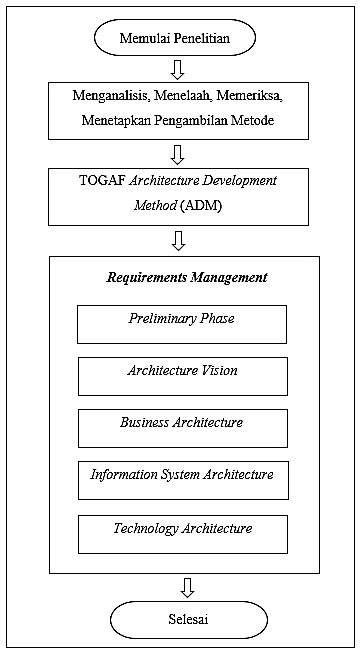 Memulai Penelitian
Menganalisis, Menelaah, Memeriksa,
Menetapkan Pengambilan Metode
TOGAF Architecture Development
Method (ADM)
Requirements Management
Preliminary Phase
Architecture Vision
Business Architecture
Information System Architecture
Technology Architecture
Selesai